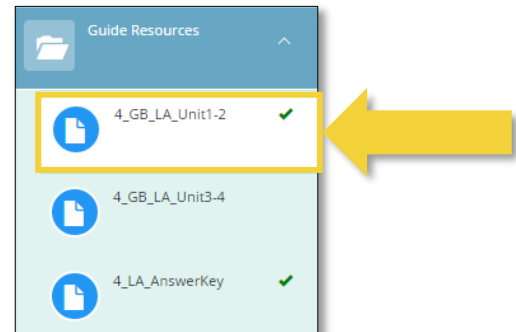 Guide Resources
4_GB_LA_Unit1-2
4_GB_LA_Unit3-4
4_LA_AnswerKey